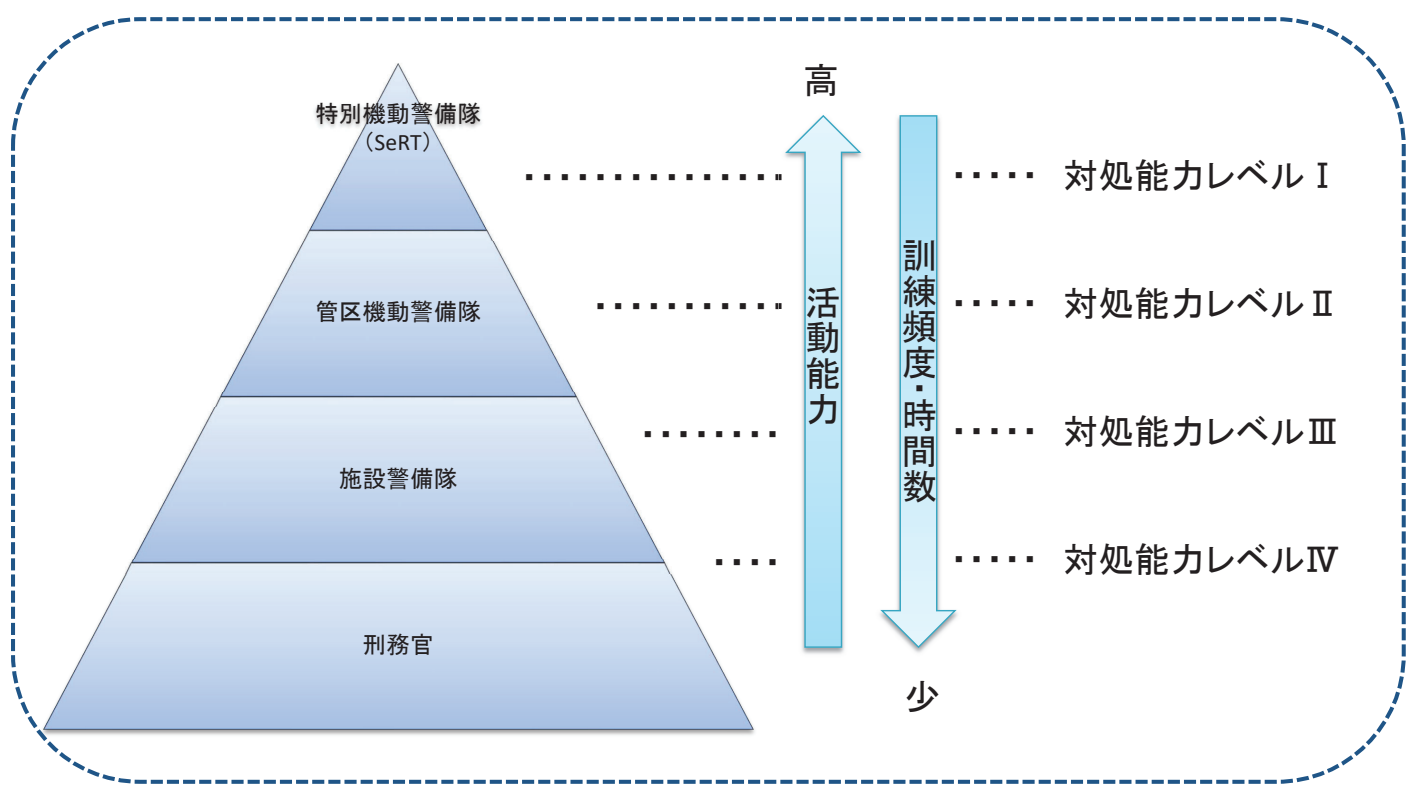 高
特別機動警備隊
（SeRT）
対処能力レベル Ⅰ
管区機動警備隊
対処能力レベル Ⅱ
活動能力
訓練頻度・時間数
対処能力レベルⅢ
施設警備隊
対処能力レベルⅣ
刑務官
少